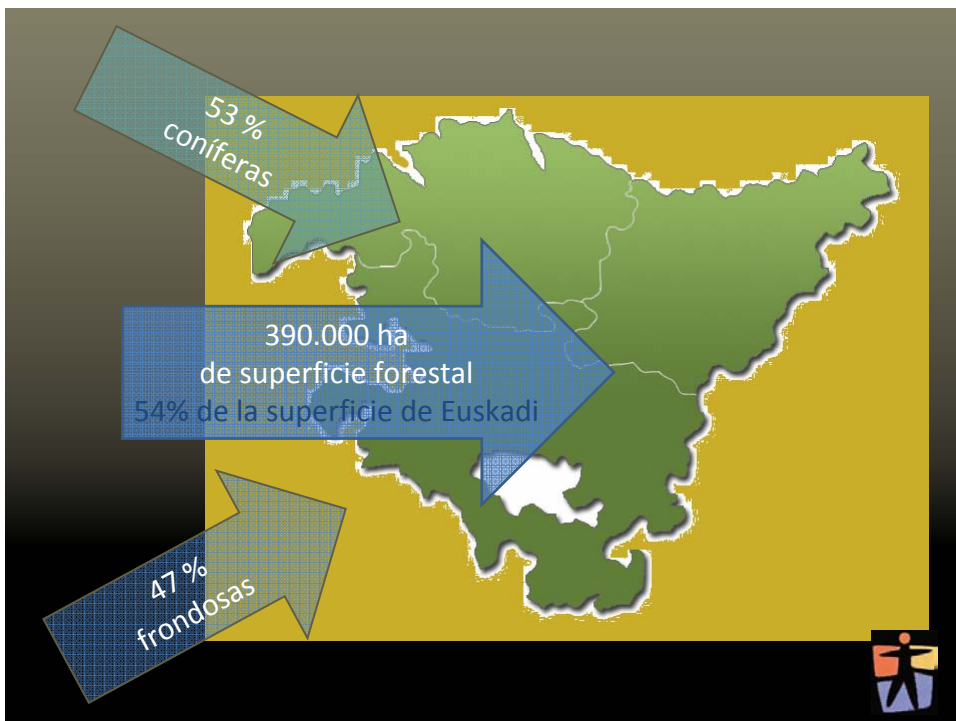 53 %
coníferas
390.000 ha
de superficie forestal
54% de la superficie de Euskadi
47 %
frondosas